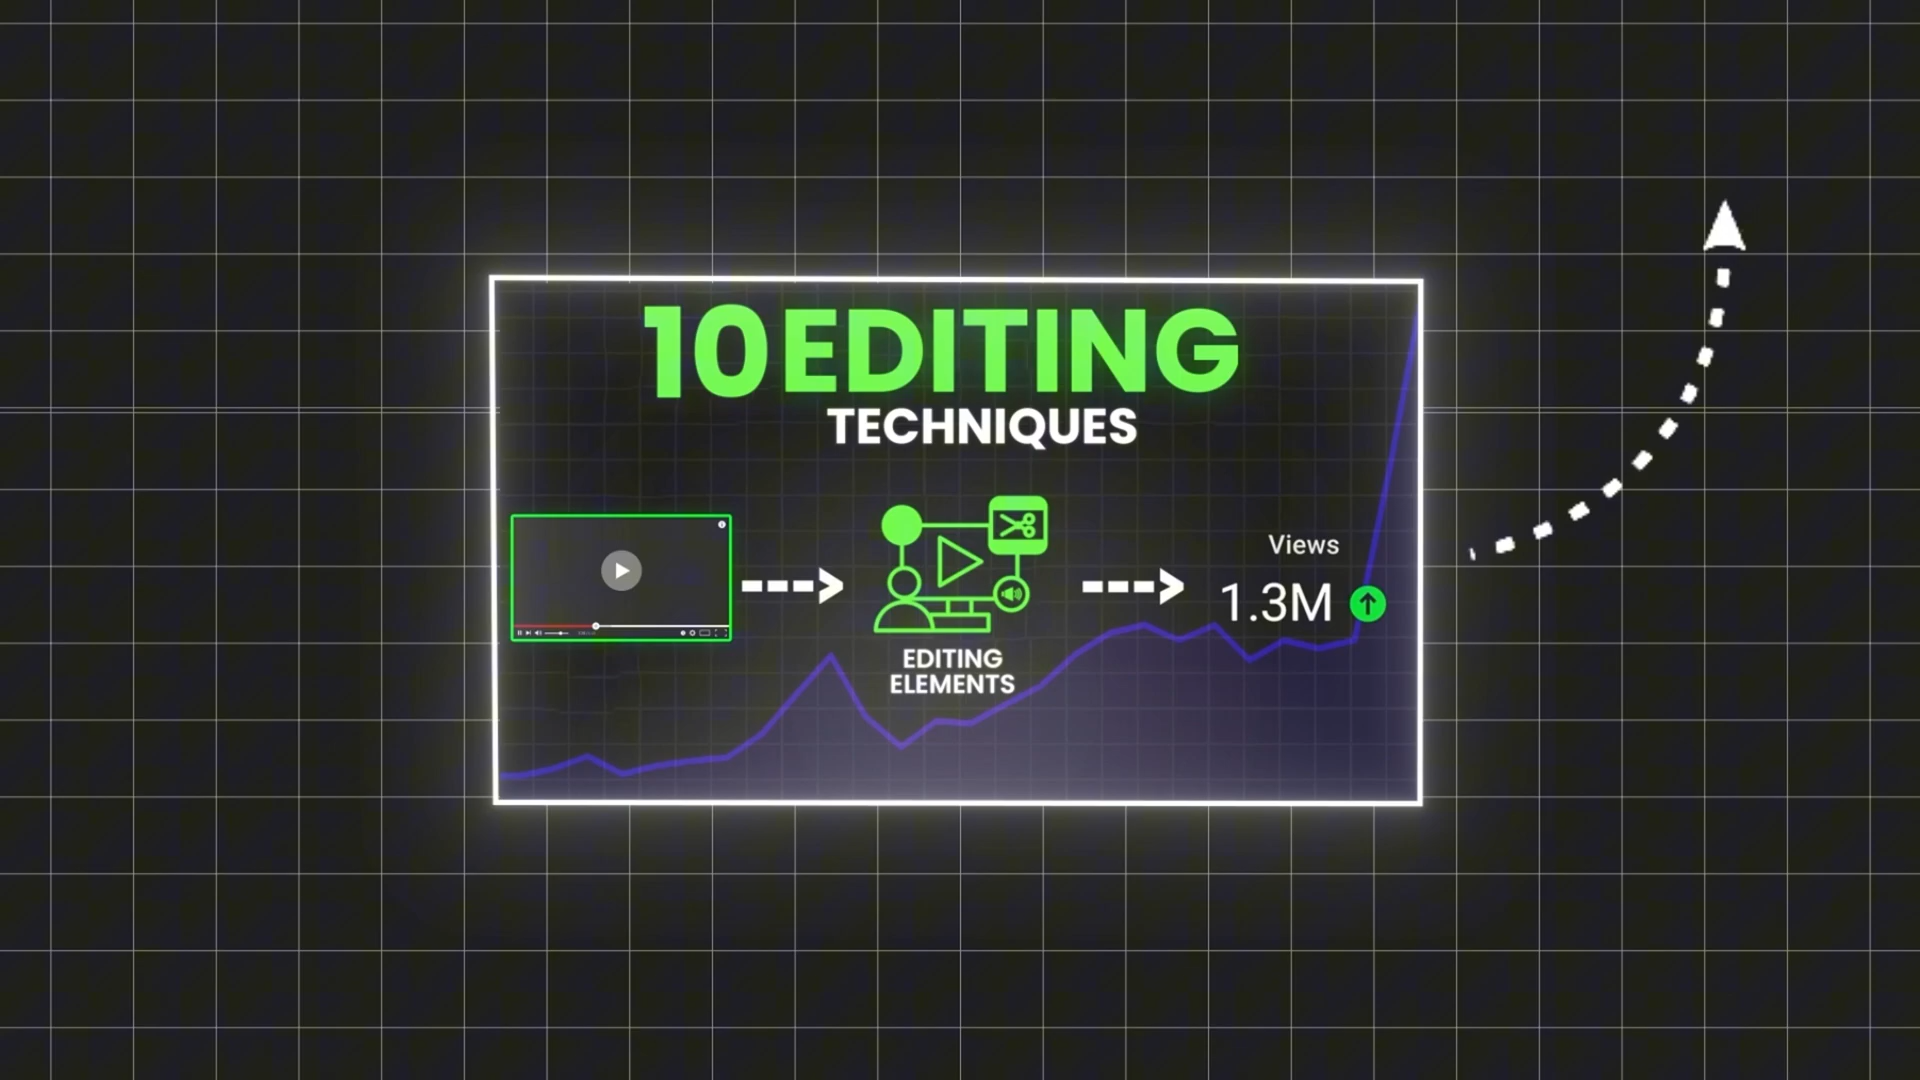 10 EDITING
TECHNIQUES
EDITING
ELEMENTS
Views
1.3M